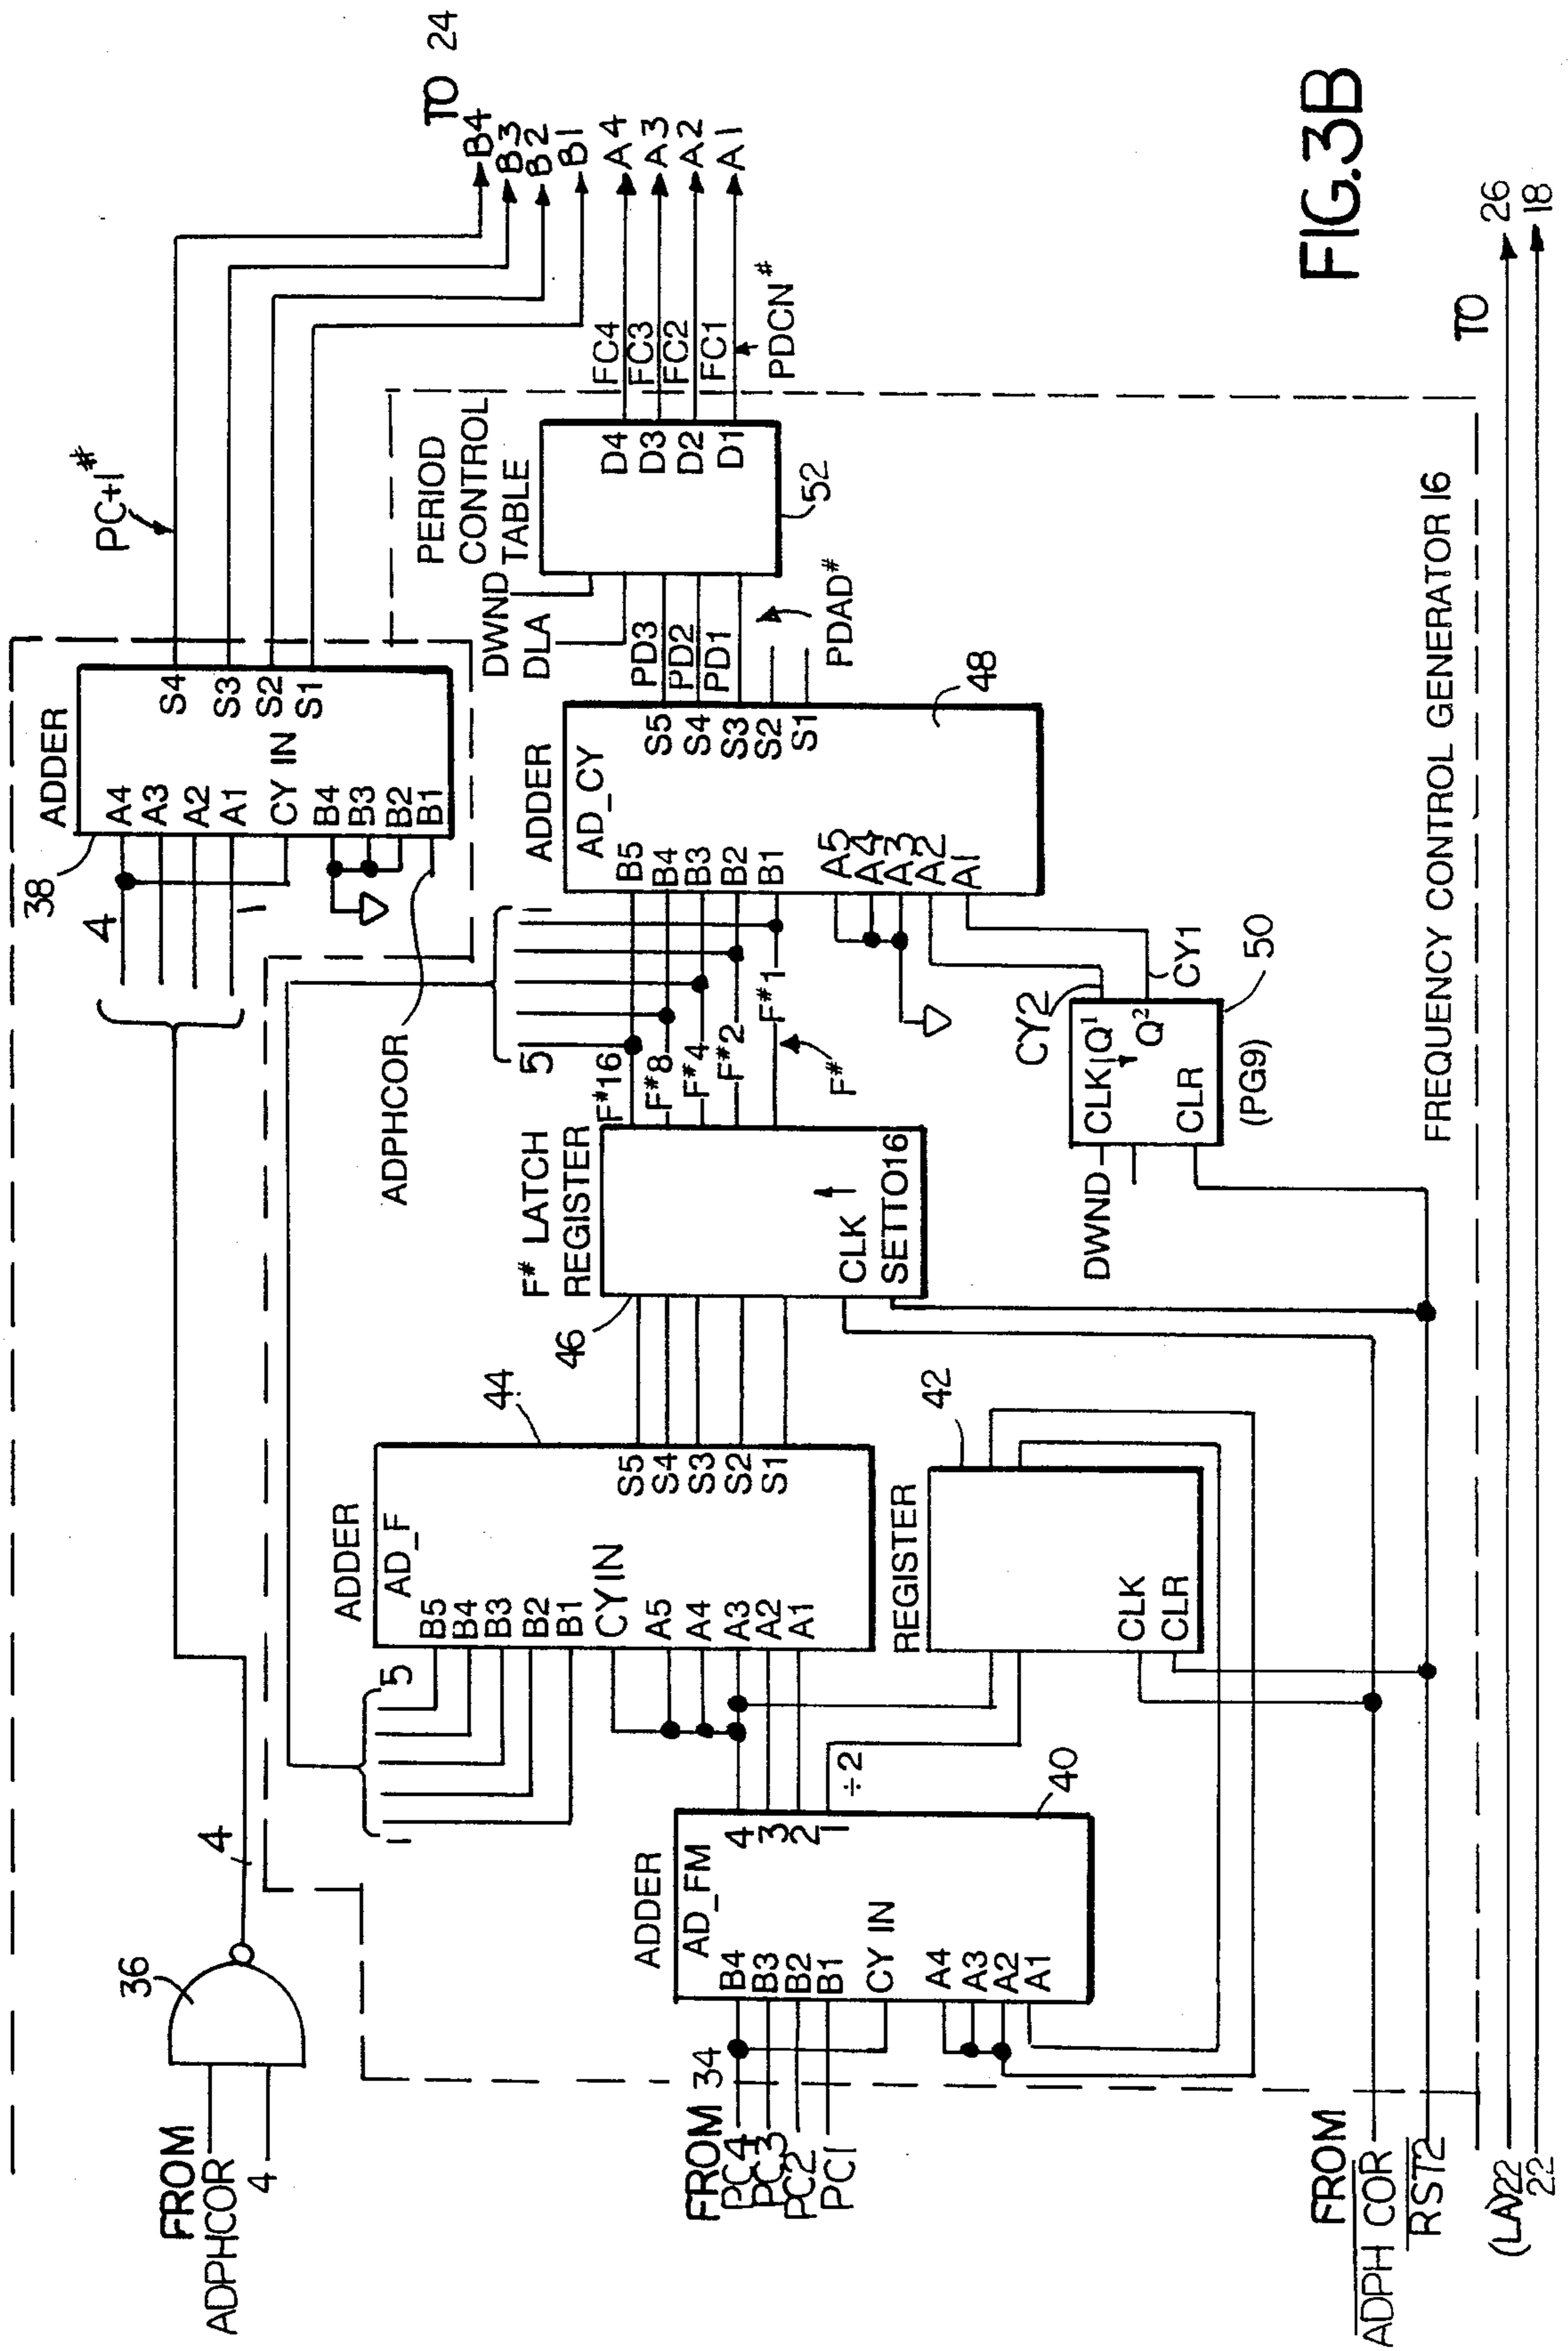 FROM
ADPHCOR
4
36
4
4
1
38
ADDER
A4
A3
A2
A1
CY IN
B4
B3
B2
B1
S4
S3
S2
S1
ADPHCOR
PC+1#
TO 24
B4
B3
B2
B1
A4
A3
A2
A1
FROM 34
PC4
PC3
PC2
PC1
ADDER
AD_FM
B4
B3
B2
B1
CY IN
A4
A3
A2
A1
4
3
2
1
÷2
40
1
5
ADDER
AD_F
B5
B4
B3
B2
B1
CY IN
A5
A4
A3
A2
A1
S5
S4
S3
S2
S1
44
REGISTER
CLK
CLR
42
F# LATCH
REGISTER
46
CLK
SETTO16
F#16
F#8
F#4
F#2
F#1
F#
5
1
ADDER
AD_CY
B5
B4
B3
B2
B1
A5
A4
A3
A2
A1
S5
S4
S3
S2
S1
48
DWND
CLK
Q1
Q2
CLR
CY2
CY1
50
(PG9)
DWND
DLA
PD3
PD2
PD1
PDAD#
PERIOD
CONTROL
TABLE
D4
D3
D2
D1
52
FC4
FC3
FC2
FC1
PDCN#
FREQUENCY CONTROL GENERATOR 16
FROM
ADPH COR
RST2
(LA)22
22
TO
26
18
FIG.3B